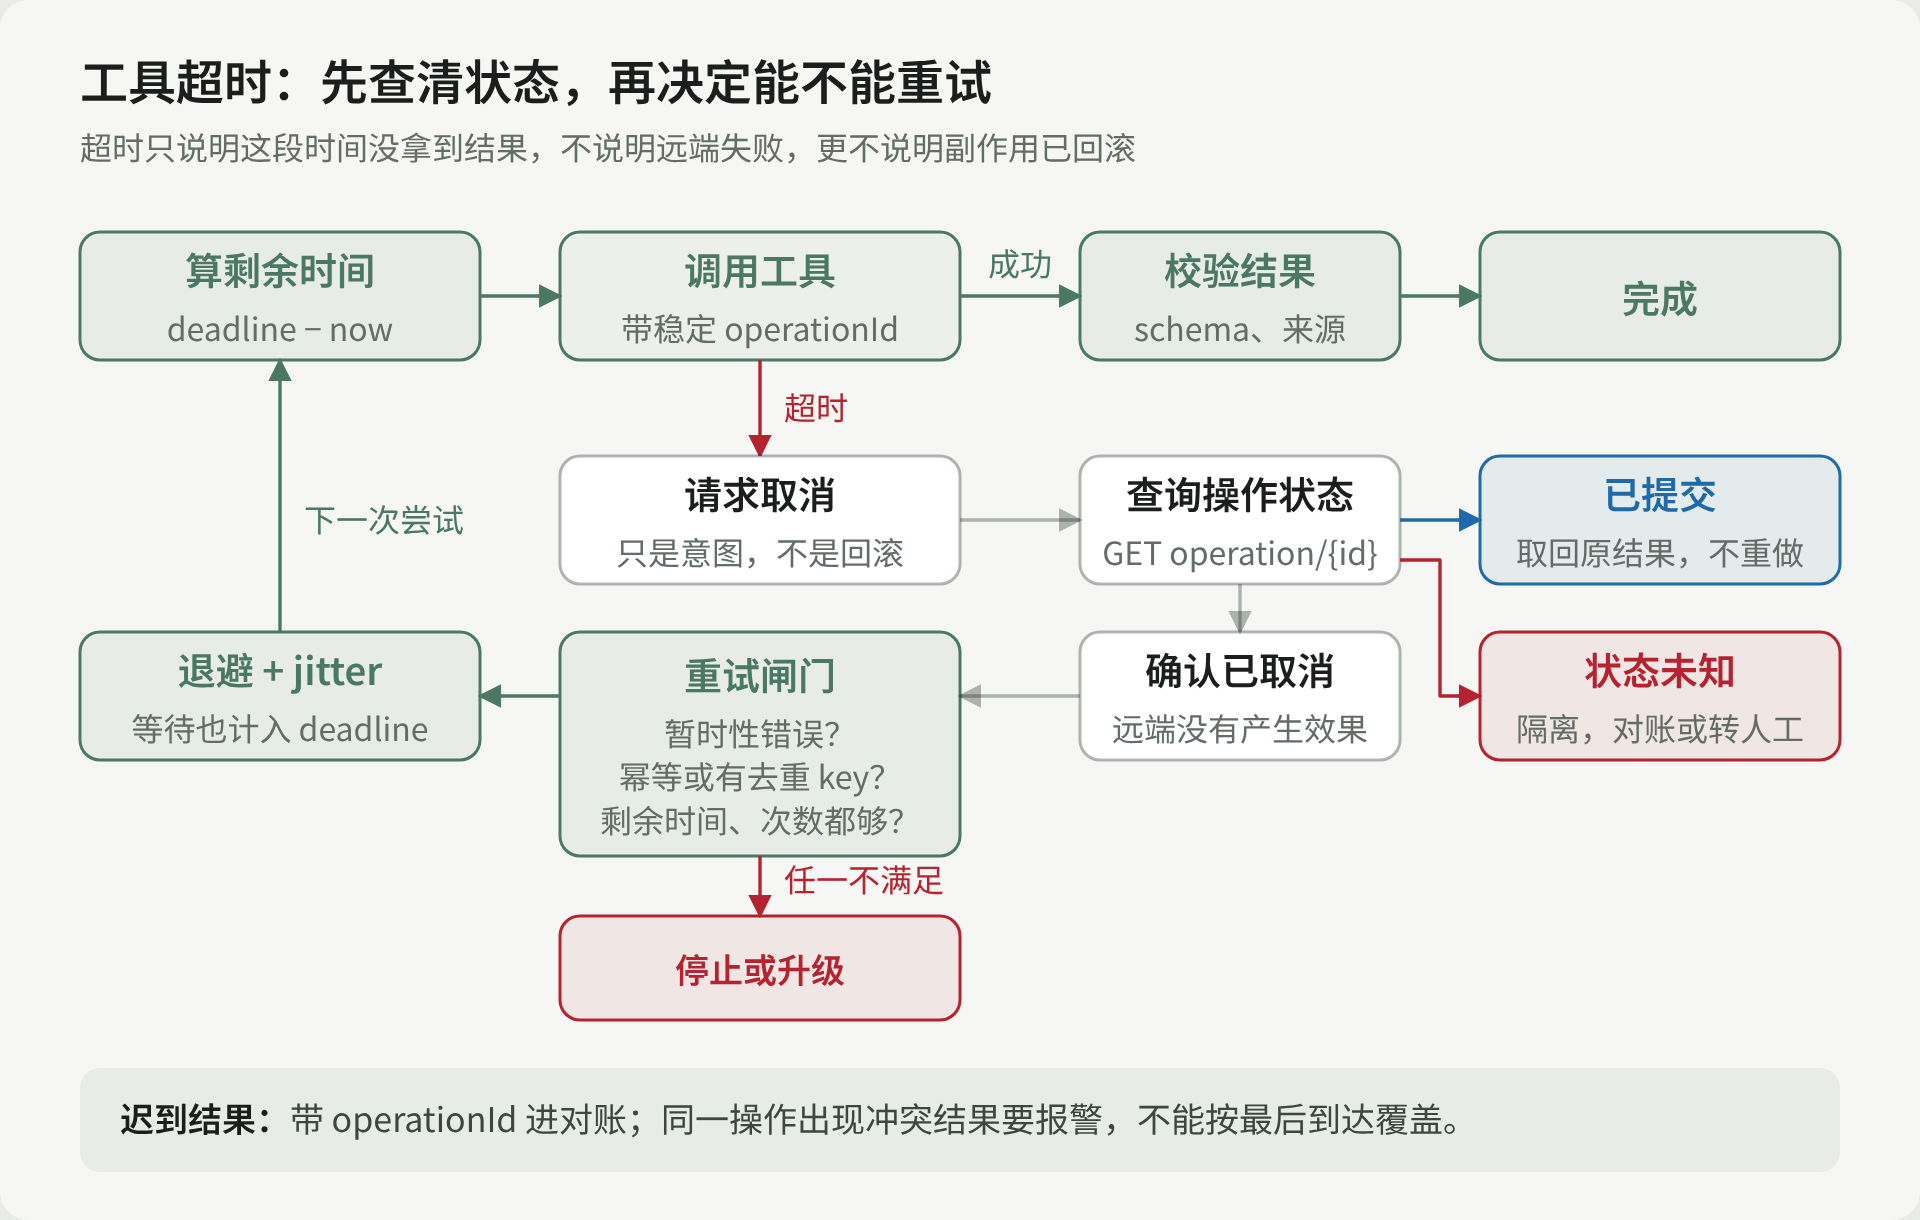 工具超时：先查清状态，再决定能不能重试
超时只说明这段时间没拿到结果，不说明远端失败，更不说明副作用已回滚
算剩余时间
deadline − now
调用工具
带稳定 operationId
成功
校验结果
schema、来源
完成
超时
请求取消
只是意图，不是回滚
查询操作状态
GET operation/{id}
已提交
取回原结果，不重做
下一次尝试
退避 + jitter
等待也计入 deadline
重试闸门
暂时性错误？
幂等或有去重 key？
剩余时间、次数都够？
确认已取消
远端没有产生效果
状态未知
隔离，对账或转人工
任一不满足
停止或升级
迟到结果：带 operationId 进对账；同一操作出现冲突结果要报警，不能按最后到达覆盖。